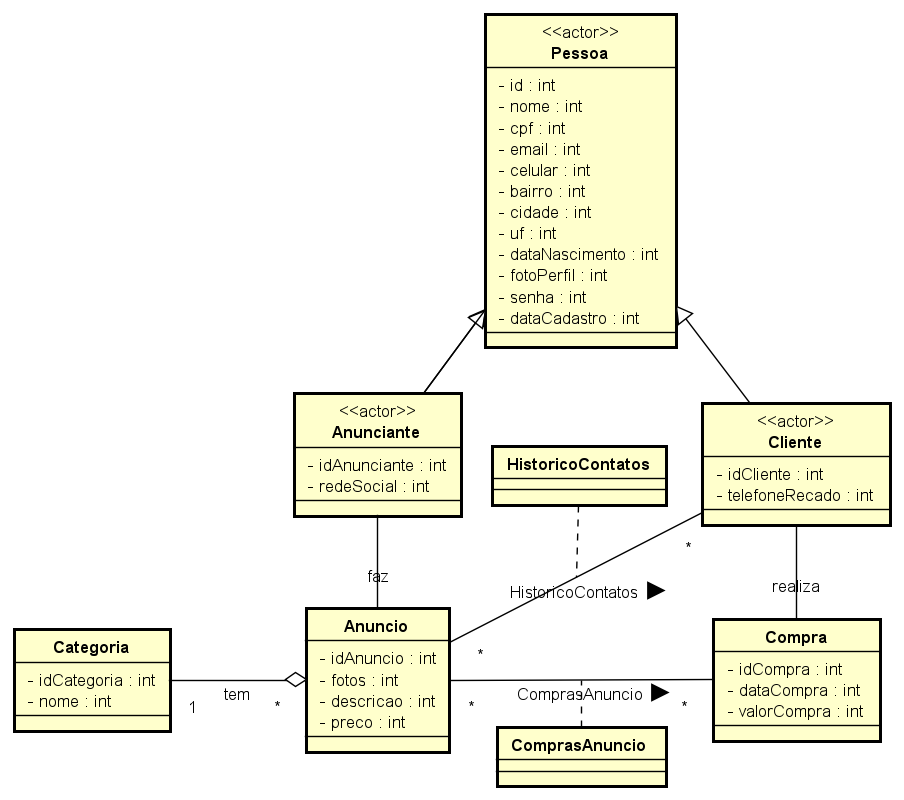 <<actor>>
Pessoa
- id : int
- nome : int
- cpf : int
- email : int
- celular : int
- bairro : int
- cidade : int
- uf : int
- dataNascimento : int
- fotoPerfil : int
- senha : int
- dataCadastro : int
<<actor>>
Anunciante
- idAnunciante : int
- redeSocial : int
<<actor>>
Cliente
- idCliente : int
- telefoneRecado : int
HistoricoContatos
*
faz
HistoricoContatos
realiza
*
Categoria
- idCategoria : int
- nome : int
tem
1
*
Anuncio
- idAnuncio : int
- fotos : int
- descricao : int
- preco : int
*
ComprasAnuncio
*
Compra
- idCompra : int
- dataCompra : int
- valorCompra : int
ComprasAnuncio